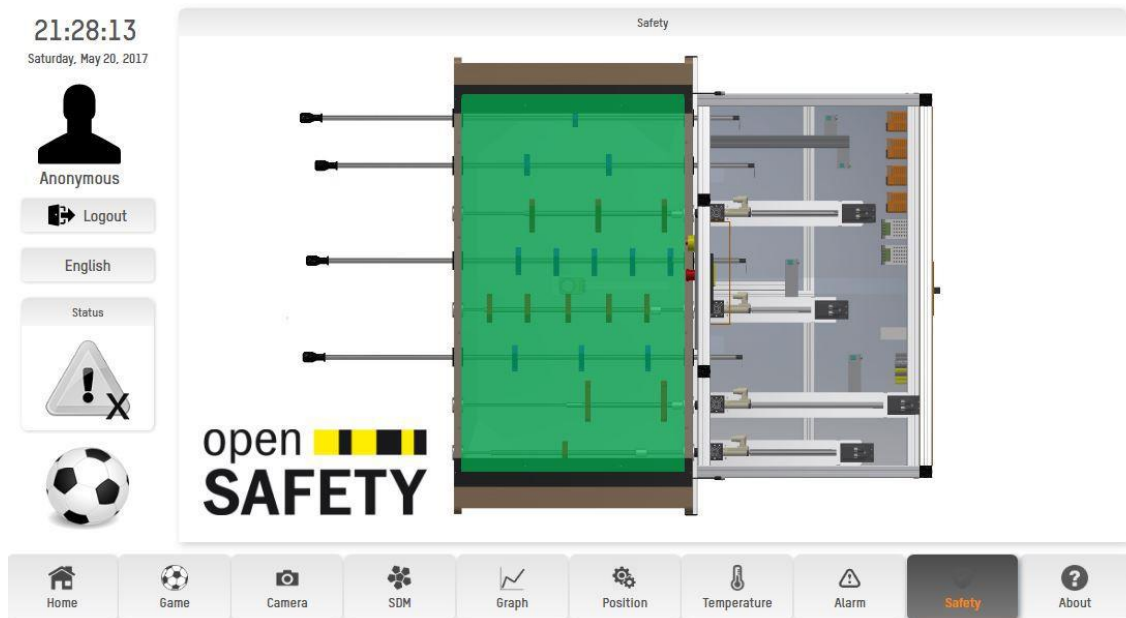 21:28:13
Saturday, May 20, 2017
Anonymous
Logout
English
Status
X
Safety
open
SAFETY
Home
Game
Camera
SDM
Graph
Position
Temperature
Alarm
Safety
About